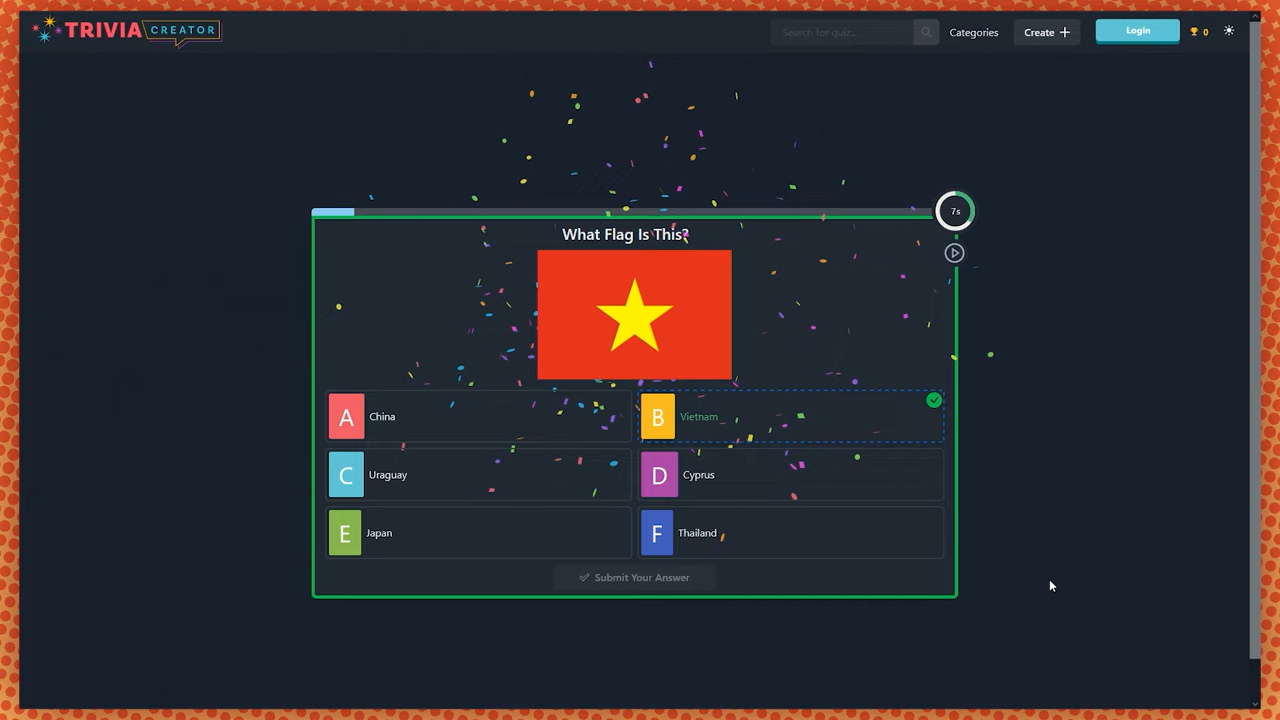 TRIVIA CREATOR
Search for quiz...
Categories
Create +
Login
0
7s
What Flag Is This?
A China
B Vietnam
C Uraguay
D Cyprus
E Japan
F Thailand
Submit Your Answer